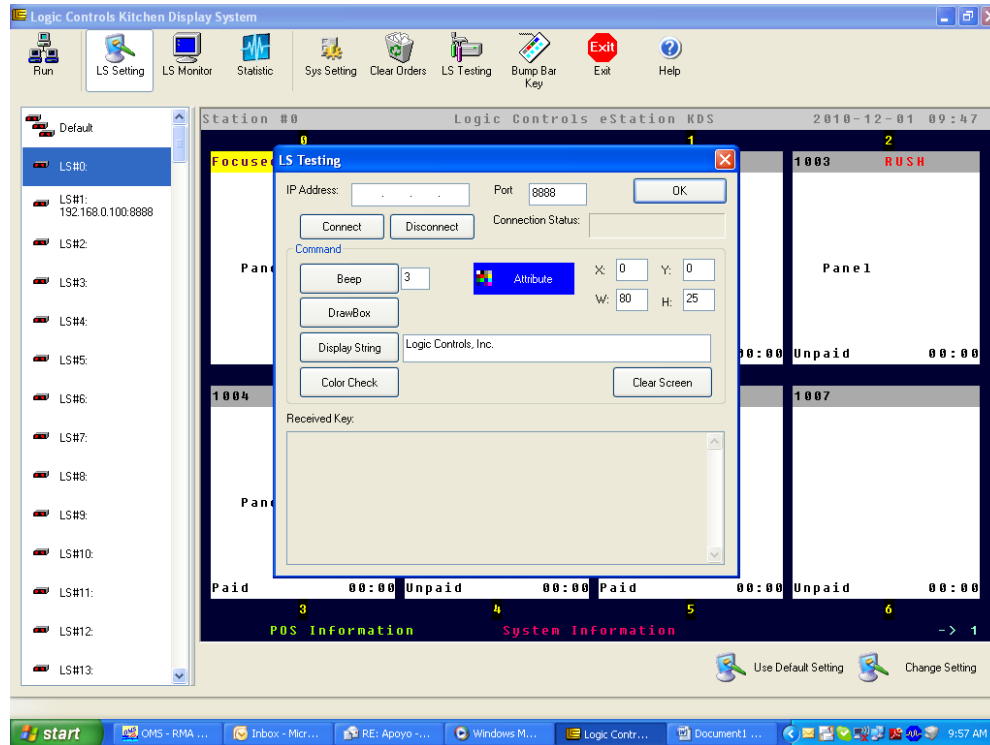 Logic Controls Kitchen Display System
Run
LS Setting
LS Monitor
Statistic
Sys Setting
Clear Orders
LS Testing
Bump Bar
Key
Exit
Exit
Help
Default
LS#0:
LS#1:
192.168.0.100:8888
LS#2:
LS#3:
LS#4:
LS#5:
LS#6:
LS#7:
LS#8:
LS#9:
LS#10:
LS#11:
LS#12:
LS#13:
Station #0 Logic Controls eStation KDS 2010-12-01 09:47
0 1 2
Focused
1003 RUSH
Pane
Panel
00:00 Unpaid 00:00
1004
1007
Pane
Paid 00:00 Unpaid 00:00 Paid 00:00 Unpaid 00:00
3 4 5 6
POS Information System Information -> 1
LS Testing
IP Address: . . . Port 8888 OK
Connect Disconnect Connection Status:
Command
Beep 3 Attribute X: 0 Y: 0
W: 80 H: 25
DrawBox
Display String Logic Controls, Inc.
Color Check Clear Screen
Received Key:
Use Default Setting Change Setting
start OMS - RMA ... Inbox - Micr... RE: Apoyo -... Windows M... Logic Contr... Document1 ... 9:57 AM